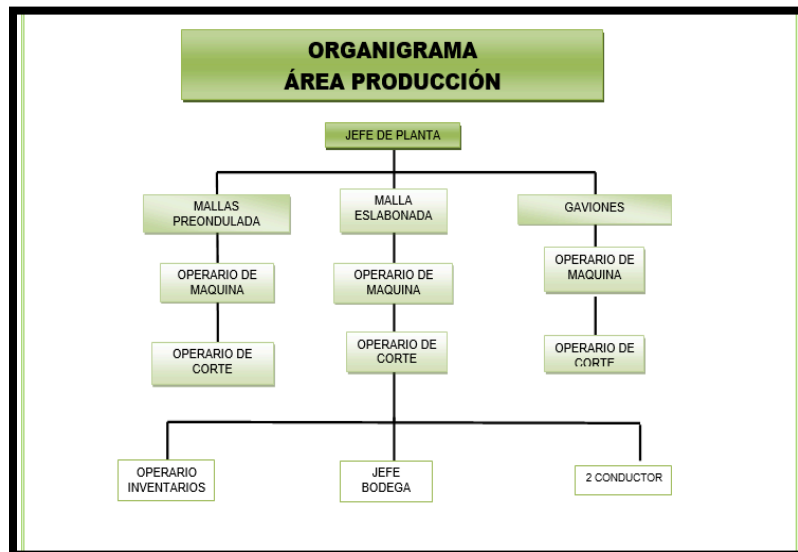 ORGANIGRAMA
ÁREA PRODUCCIÓN
JEFE DE PLANTA
MALLAS
PREONDULADA
MALLA
ESLABONADA
GAVIONES
OPERARIO DE
MAQUINA
OPERARIO DE
MAQUINA
OPERARIO DE
MAQUINA
OPERARIO DE
CORTE
OPERARIO DE
CORTE
OPERARIO DE
CORTE
OPERARIO
INVENTARIOS
JEFE
BODEGA
2 CONDUCTOR